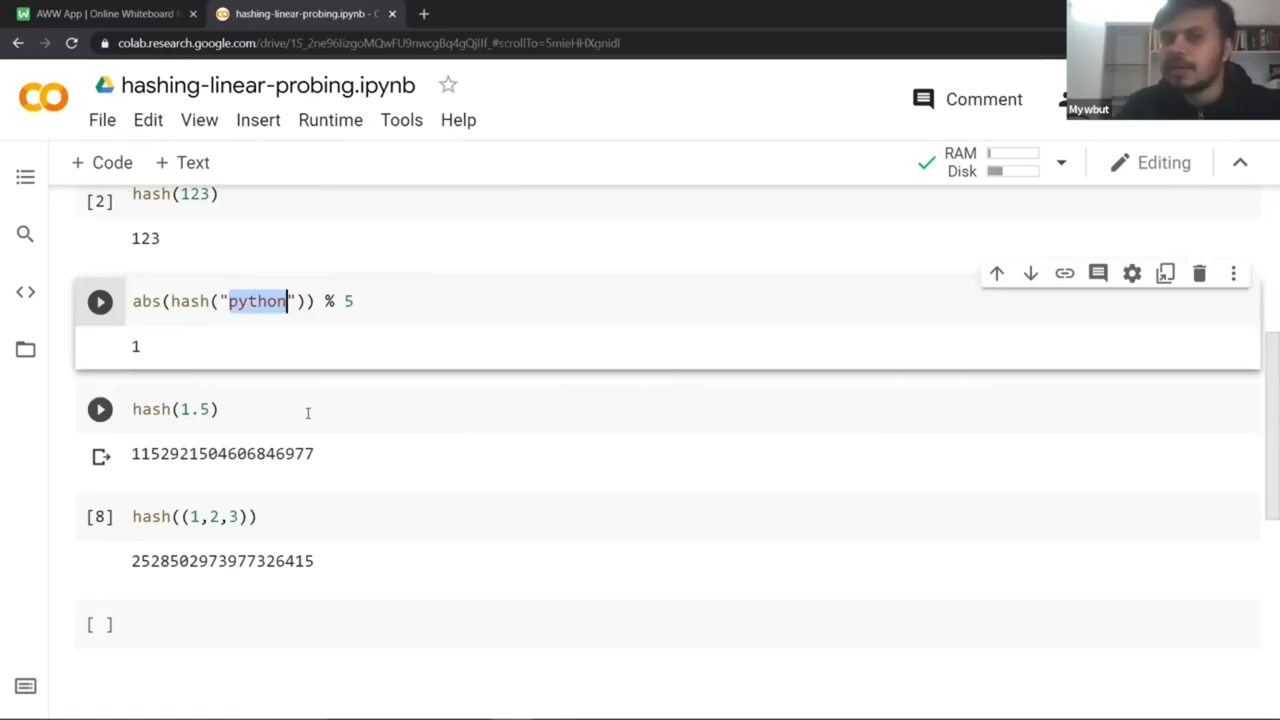 AWW App | Online Whiteboard
hashing-linear-probing.ipynb - C
colab.research.google.com/drive/1S_2ne96IizgoMQwFU9nwcgBq4gQjlIf_#scrollTo=5mieHHXgnidl
hashing-linear-probing.ipynb
Comment
Mywbut
File Edit View Insert Runtime Tools Help
+ Code + Text
RAM
Disk
Editing
[2] hash(123)
123
abs(hash("python")) % 5
1
hash(1.5)
1152921504606846977
[8] hash((1,2,3))
2528502973977326415
[ ]